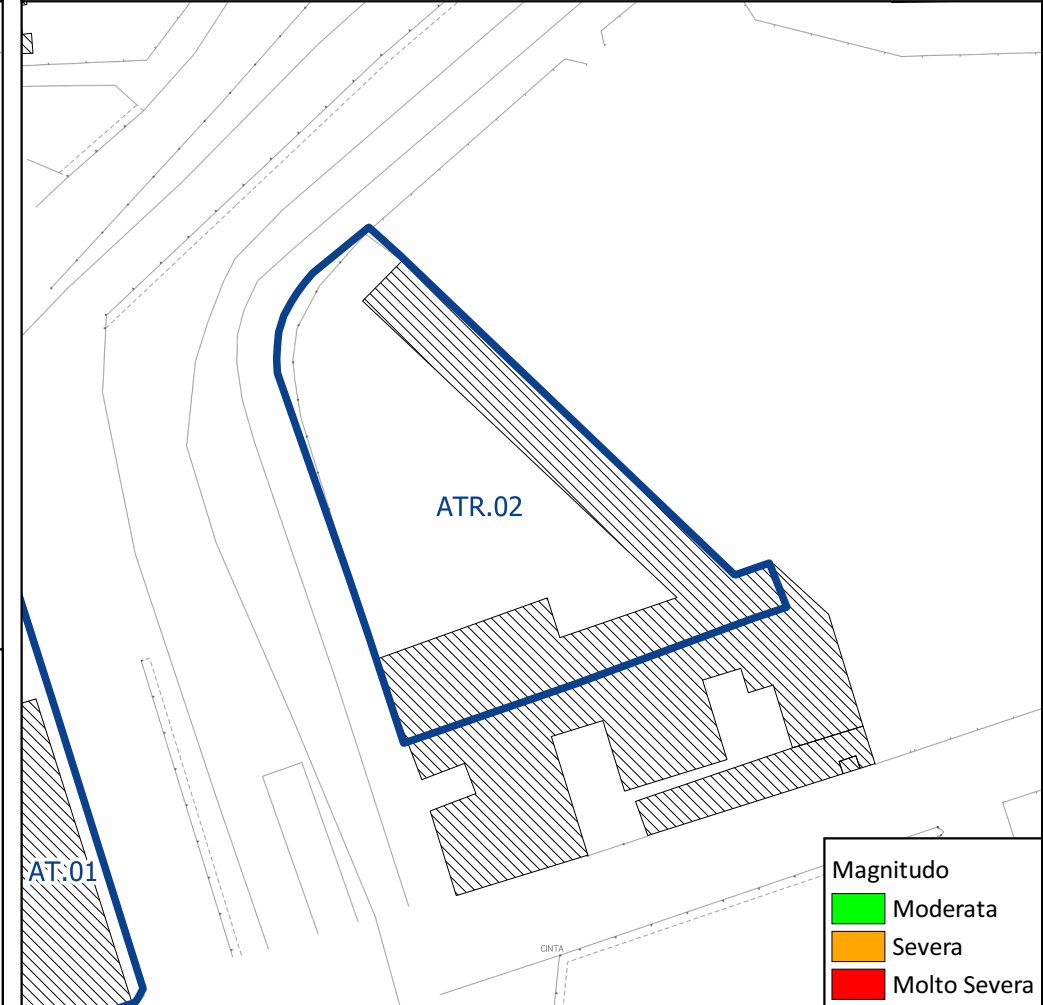 ATR.02
AT.01
CINTA
Magnitudo
Moderata
Severa
Molto Severa